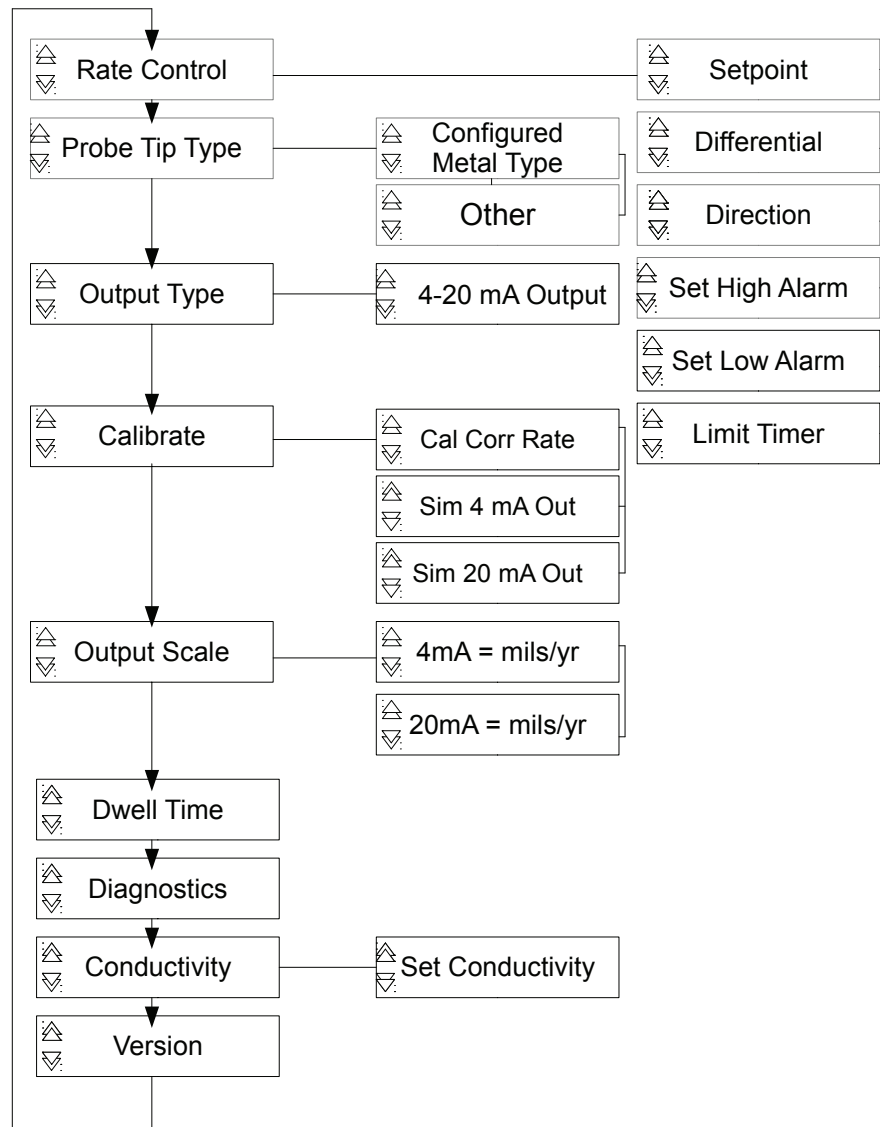 Rate Control
Setpoint
Probe Tip Type
Configured
Metal Type
Differential
Other
Direction
Output Type
4-20 mA Output
Set High Alarm
Set Low Alarm
Calibrate
Cal Corr Rate
Limit Timer
Sim 4 mA Out
Sim 20 mA Out
Output Scale
4mA = mils/yr
20mA = mils/yr
Dwell Time
Diagnostics
Conductivity
Set Conductivity
Version